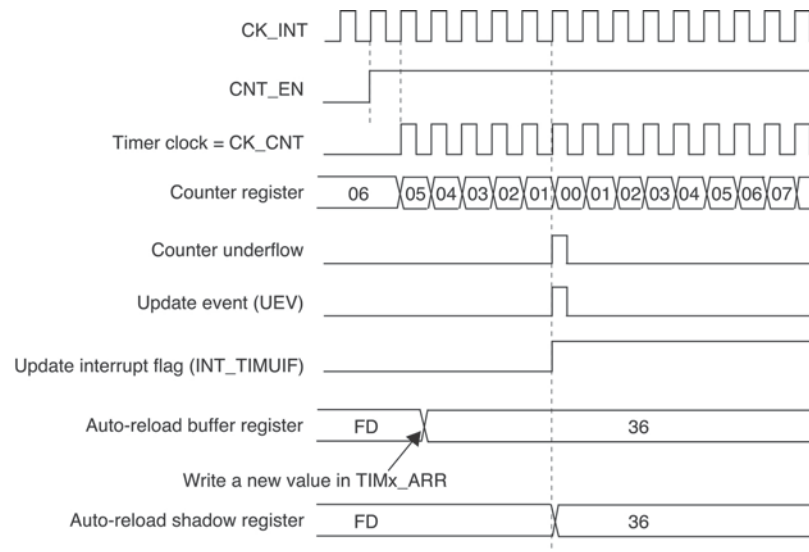 CK_INT
CNT_EN
Timer clock = CK_CNT
Counter register 06 05 04 03 02 01 00 01 02 03 04 05 06 07
Counter underflow
Update event (UEV)
Update interrupt flag (INT_TIMUIF)
Auto-reload buffer register FD 36
Write a new value in TIMx_ARR
Auto-reload shadow register FD 36